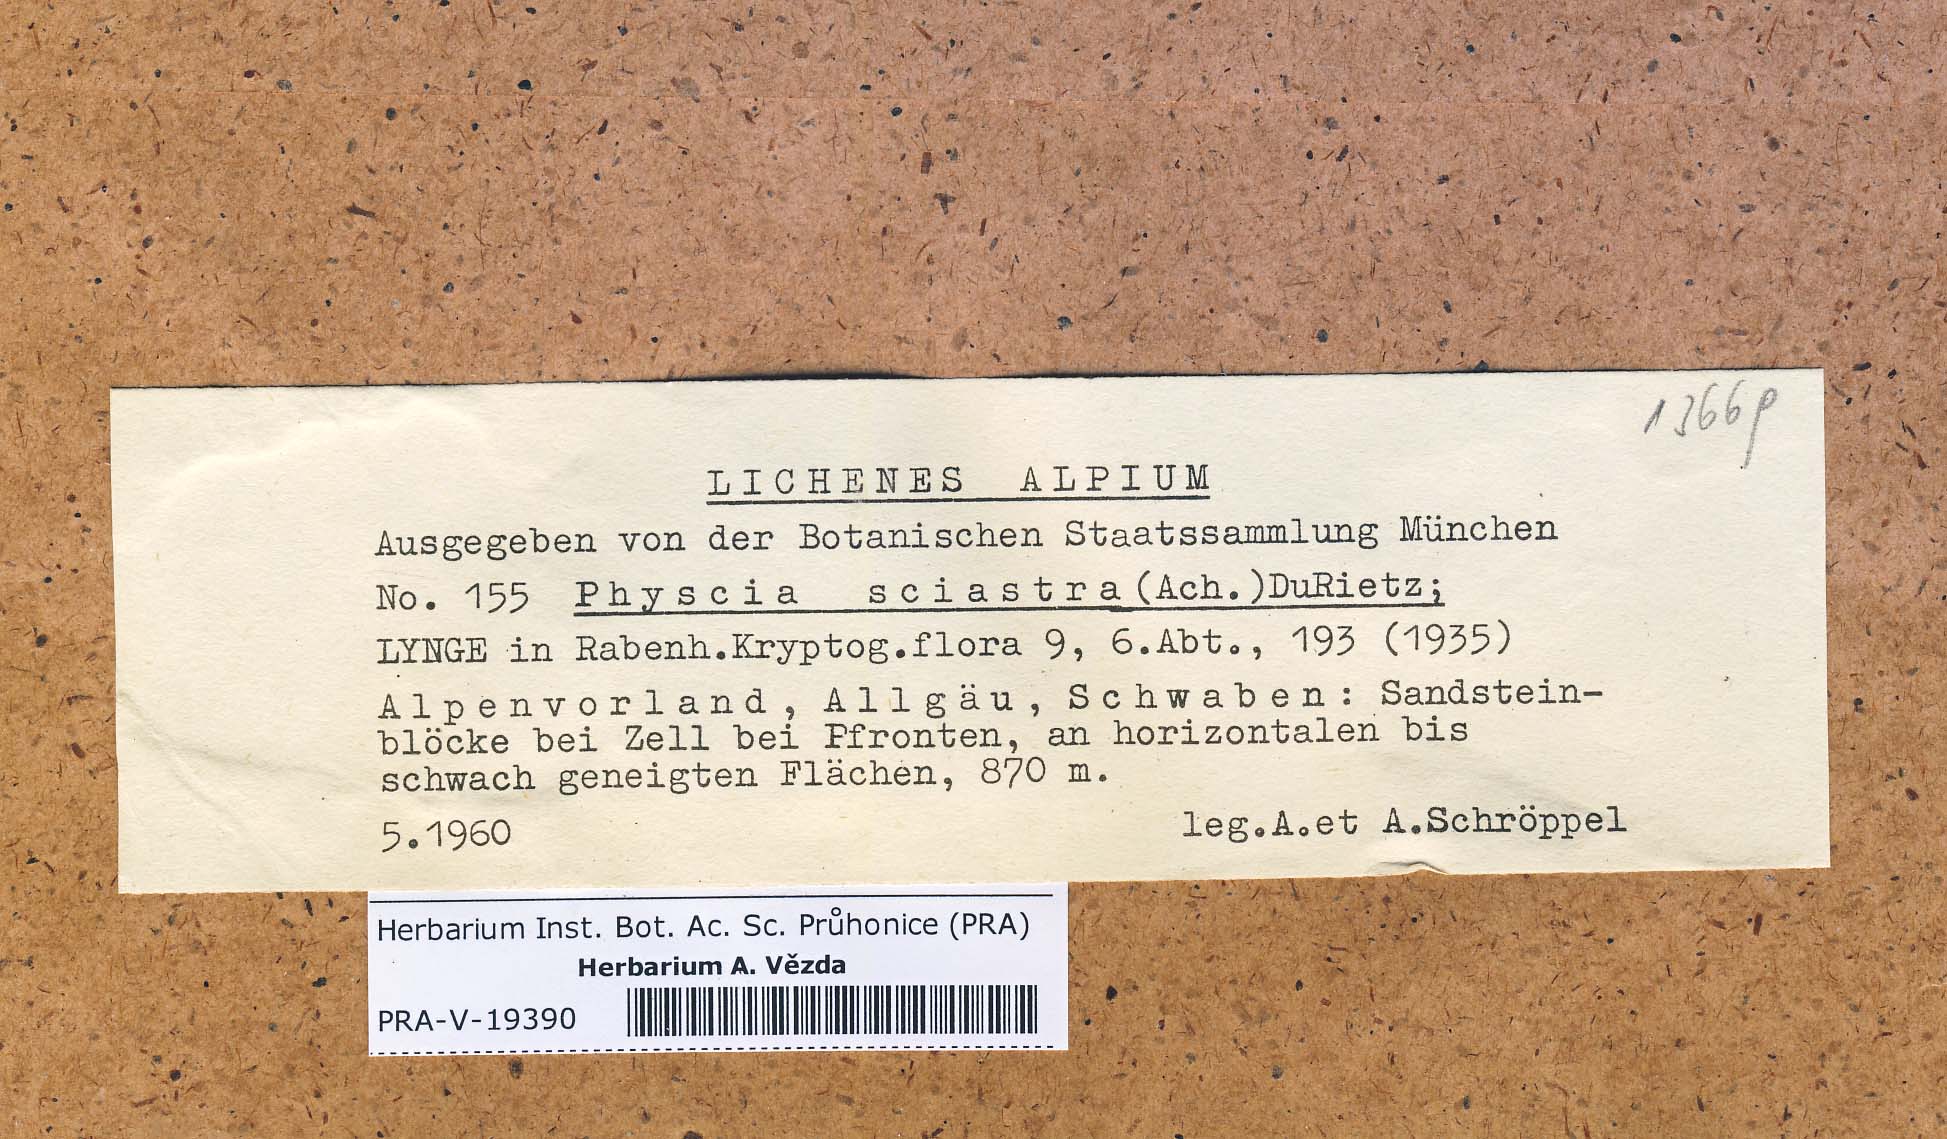 1366p
LICHENES ALPIUM
Ausgegeben von der Botanischen Staatssammlung München
No. 155 Physcia sciastra (Ach.)DuRietz;
LYNGE in Rabenh.Kryptog.flora 9, 6.Abt., 193 (1935)
Alpenvorland, Allgäu, Schwaben: Sandstein-
blöcke bei Zell bei Pfronten, an horizontalen bis
schwach geneigten Flächen, 870 m.
5.1960 leg.A.et A.Schröppel
Herbarium Inst. Bot. Ac. Sc. Průhonice (PRA)
Herbarium A. Vězda
PRA-V-19390